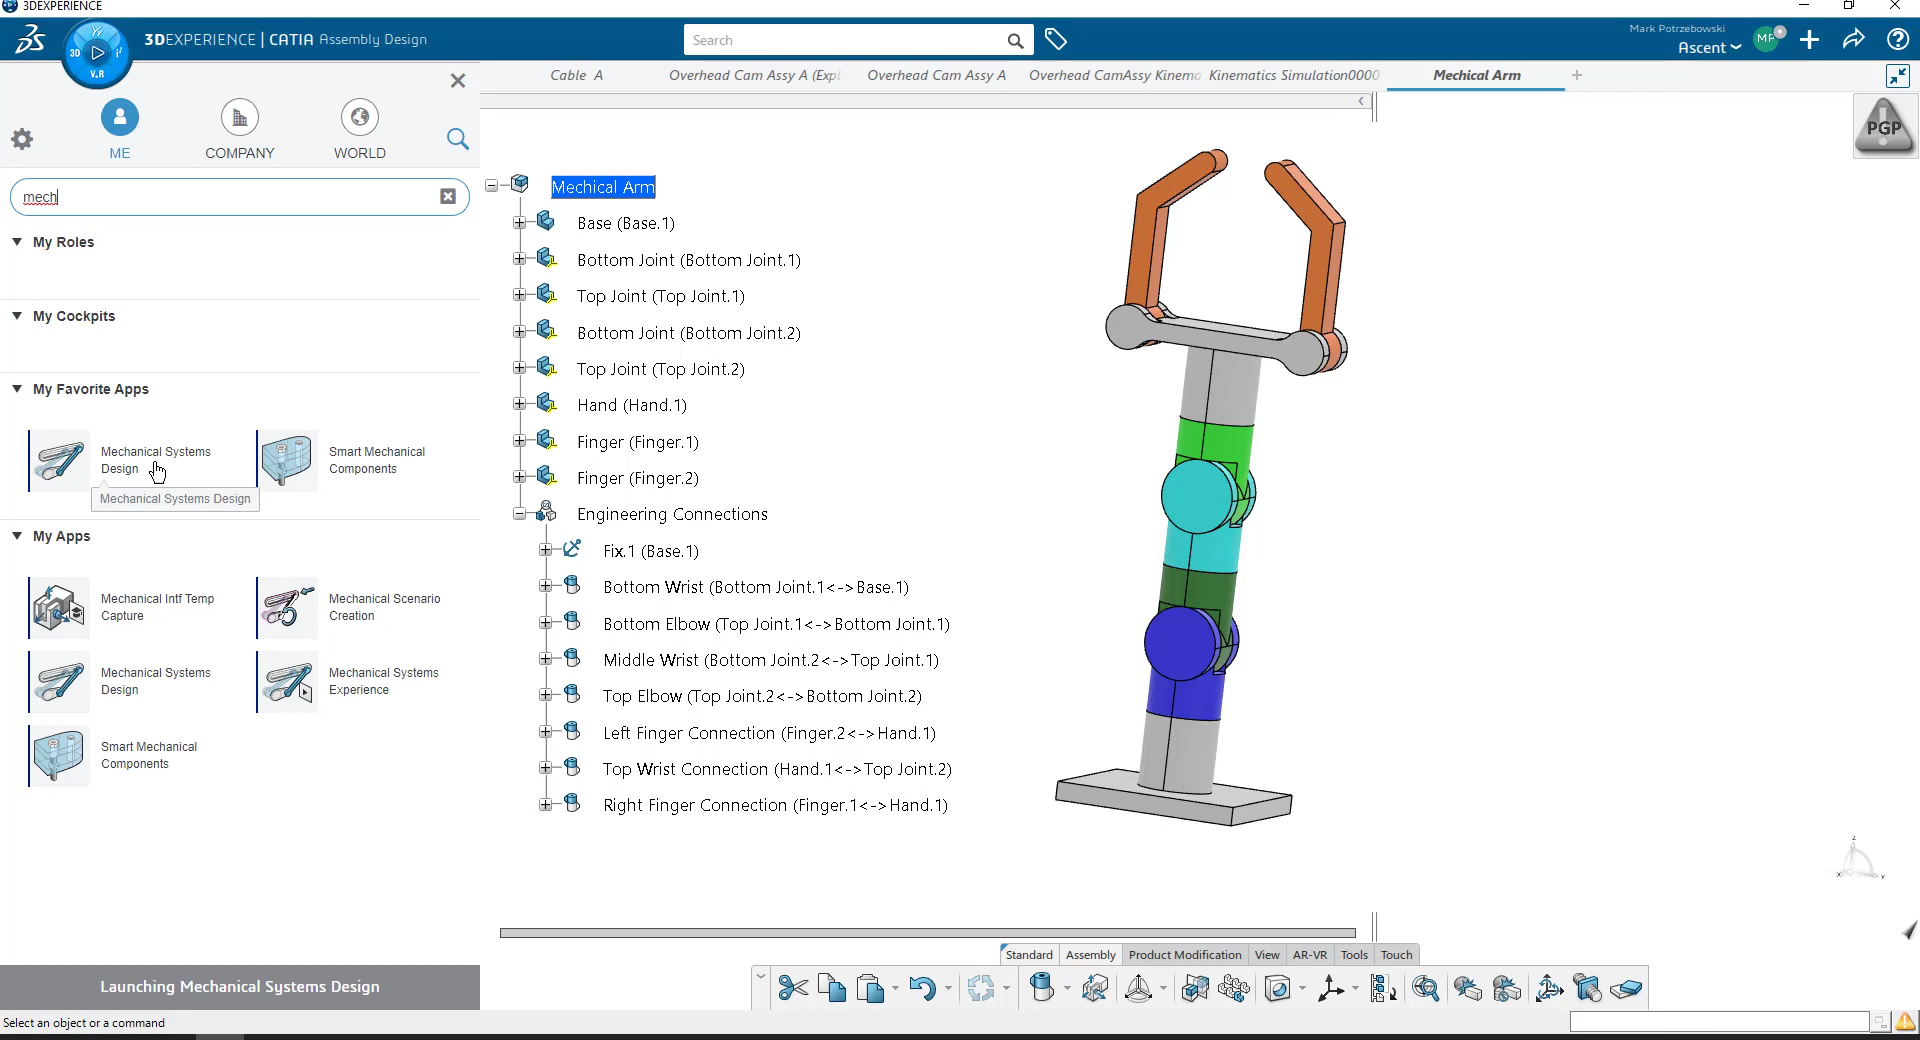 3DEXPERIENCE
3DEXPERIENCE | CATIA Assembly Design
3D
V.R
Search
Mark Potrzebowski
Ascent
MP
Cable A
Overhead Cam Assy A (Expl
Overhead Cam Assy A
Overhead CamAssy Kinema
Kinematics Simulation0000
Mechical Arm
ME
COMPANY
WORLD
PGP
mech
My Roles
My Cockpits
My Favorite Apps
Mechanical Systems
Design
Smart Mechanical
Components
Mechanical Systems Design
My Apps
Mechanical Intf Temp
Capture
Mechanical Scenario
Creation
Mechanical Systems
Design
Mechanical Systems
Experience
Smart Mechanical
Components
Launching Mechanical Systems Design
Mechical Arm
Base (Base.1)
Bottom Joint (Bottom Joint.1)
Top Joint (Top Joint.1)
Bottom Joint (Bottom Joint.2)
Top Joint (Top Joint.2)
Hand (Hand.1)
Finger (Finger.1)
Finger (Finger.2)
Engineering Connections
Fix.1 (Base.1)
Bottom Wrist (Bottom Joint.1<->Base.1)
Bottom Elbow (Top Joint.1<->Bottom Joint.1)
Middle Wrist (Bottom Joint.2<->Top Joint.1)
Top Elbow (Top Joint.2<->Bottom Joint.2)
Left Finger Connection (Finger.2<->Hand.1)
Top Wrist Connection (Hand.1<->Top Joint.2)
Right Finger Connection (Finger.1<->Hand.1)
Standard
Assembly
Product Modification
View
AR-VR
Tools
Touch
Select an object or a command